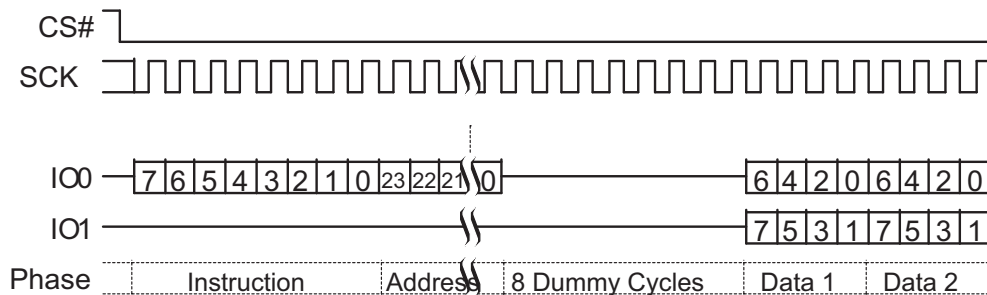 CS#
SCK
IO0 7 6 5 4 3 2 1 0 23 22 21 0 6 4 2 0 6 4 2 0
IO1 7 5 3 1 7 5 3 1
Phase Instruction Address 8 Dummy Cycles Data 1 Data 2